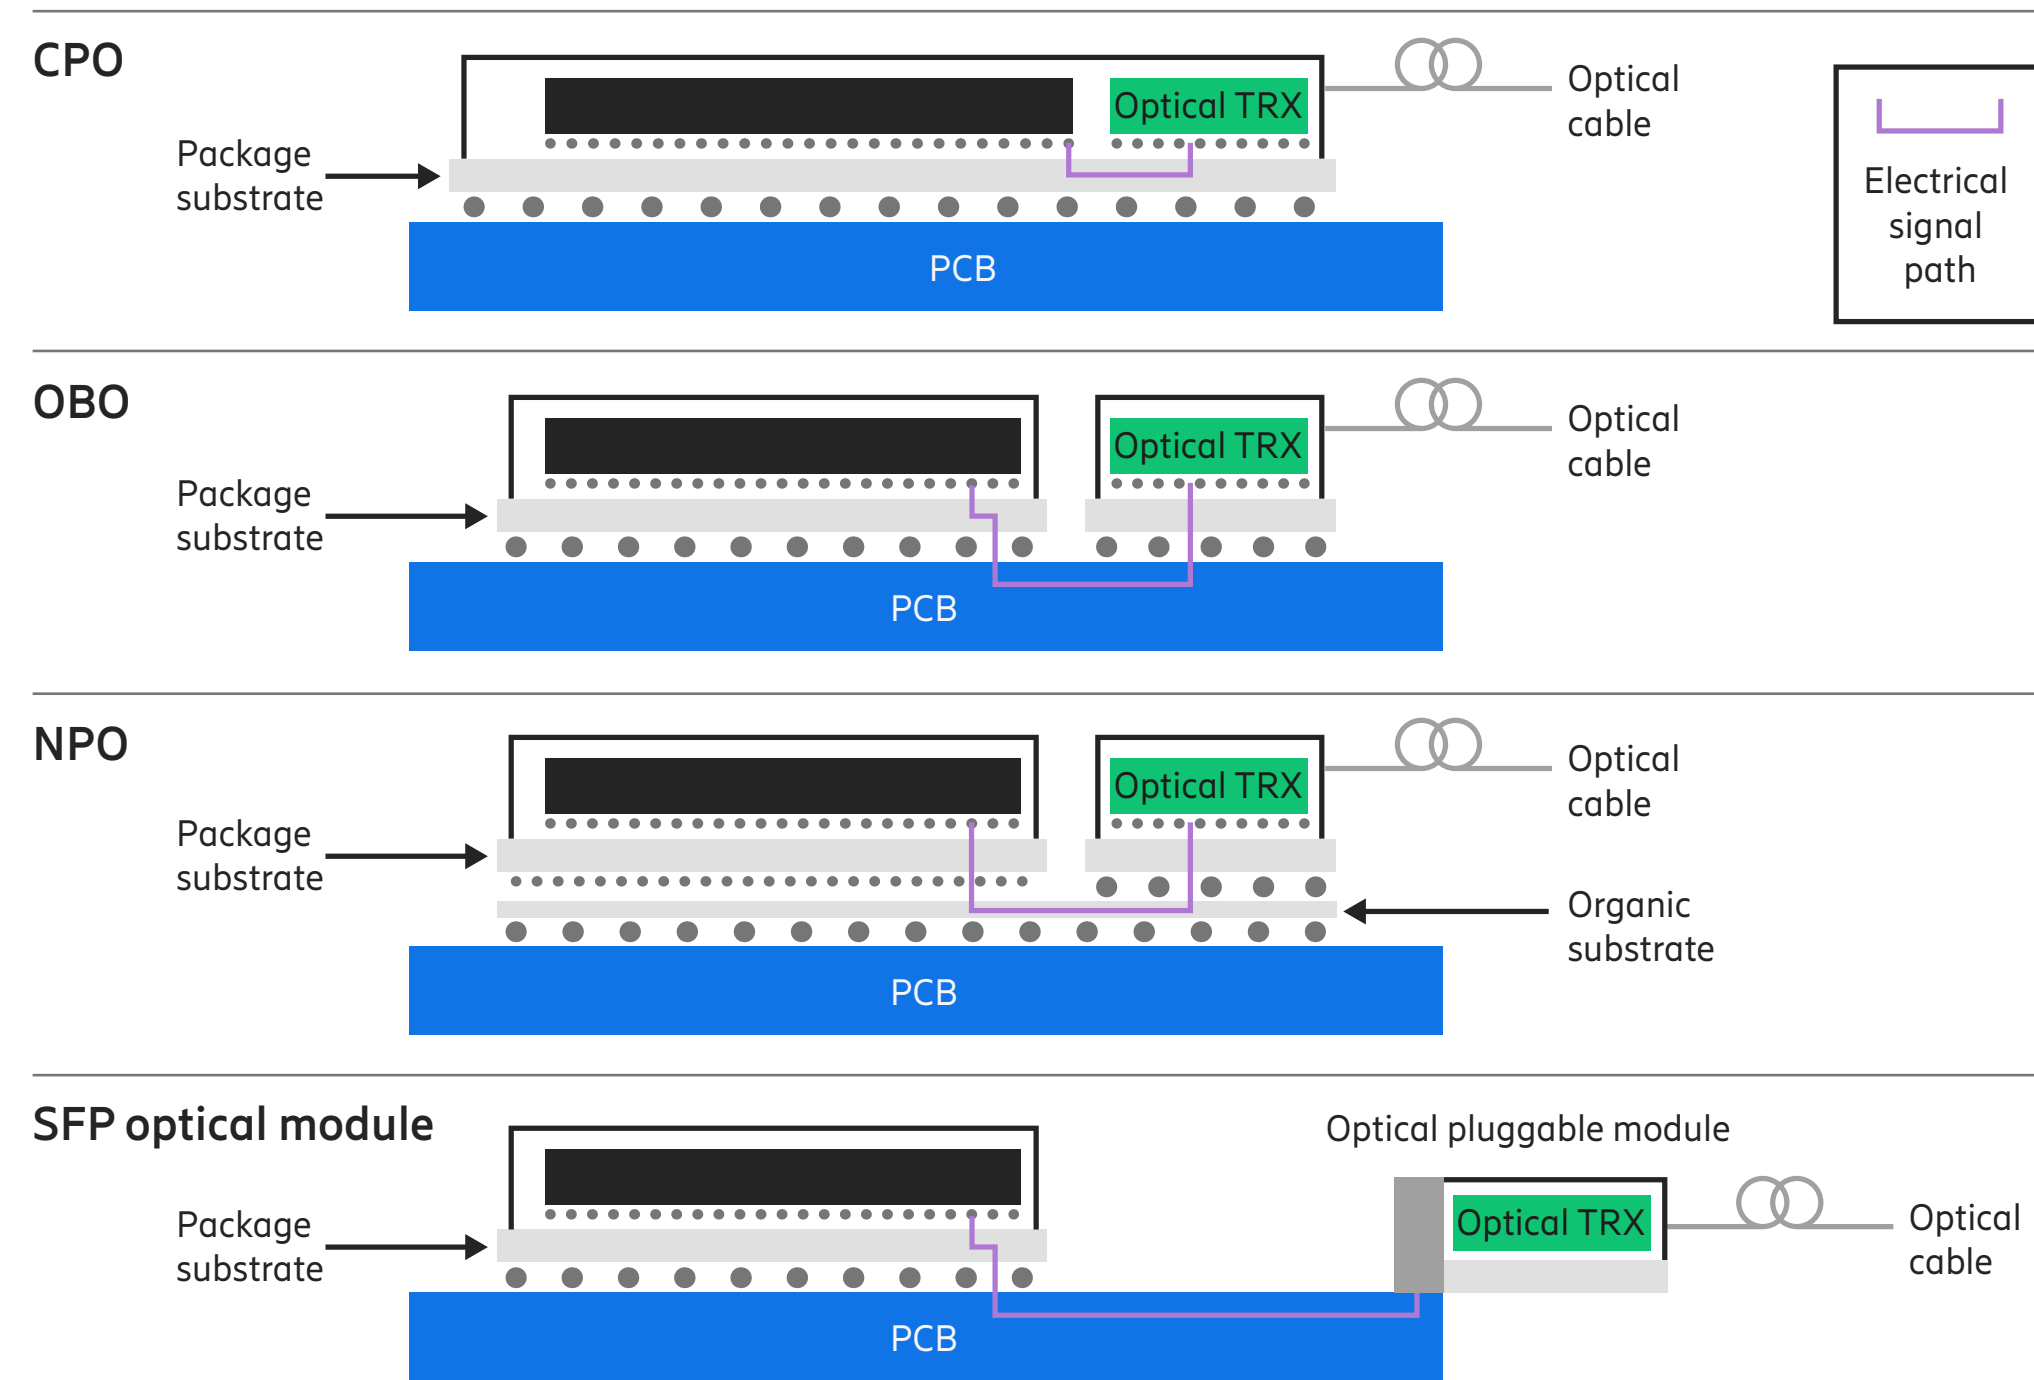 CPO
Optical TRX
Optical
cable
Package
substrate
PCB
Electrical
signal
path
OBO
Optical TRX
Optical
cable
Package
substrate
PCB
NPO
Optical TRX
Optical
cable
Package
substrate
Organic
substrate
PCB
SFP optical module
Optical pluggable module
Optical TRX
Optical
cable
Package
substrate
PCB